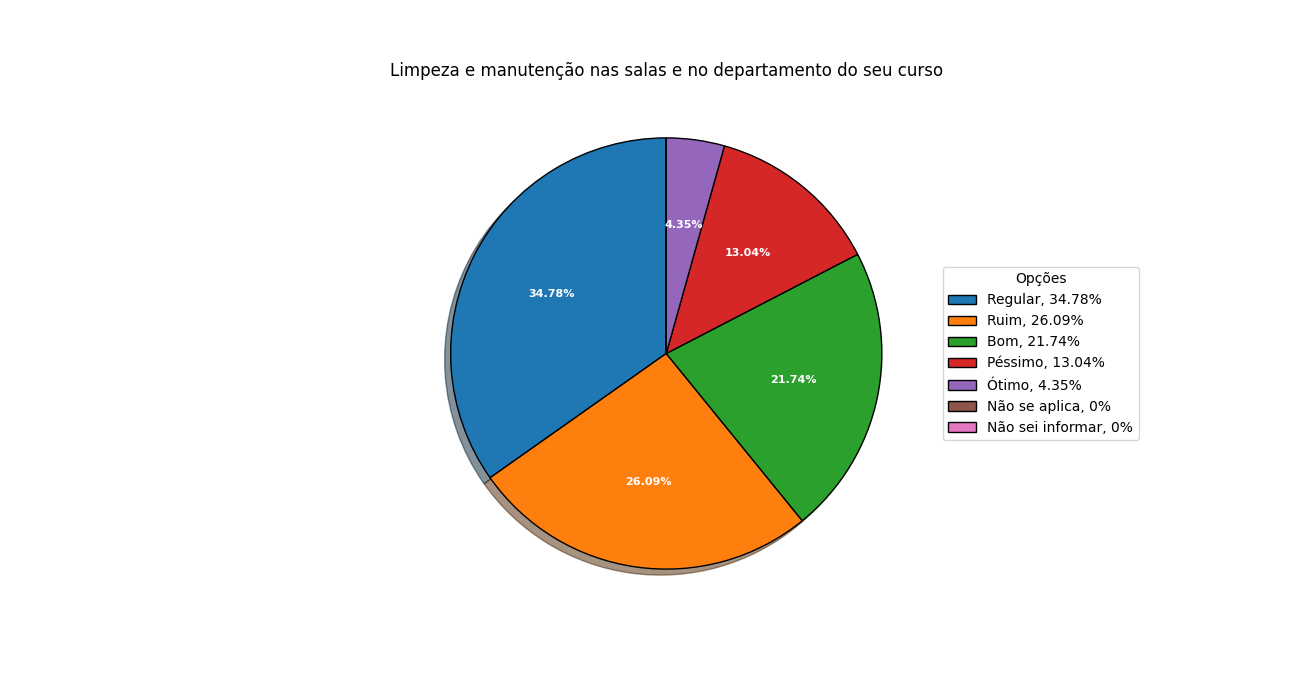 Limpeza e manutenção nas salas e no departamento do seu curso
4.35%
13.04%
34.78%
21.74%
26.09%
Opções
Regular, 34.78%
Ruim, 26.09%
Bom, 21.74%
Péssimo, 13.04%
Ótimo, 4.35%
Não se aplica, 0%
Não sei informar, 0%